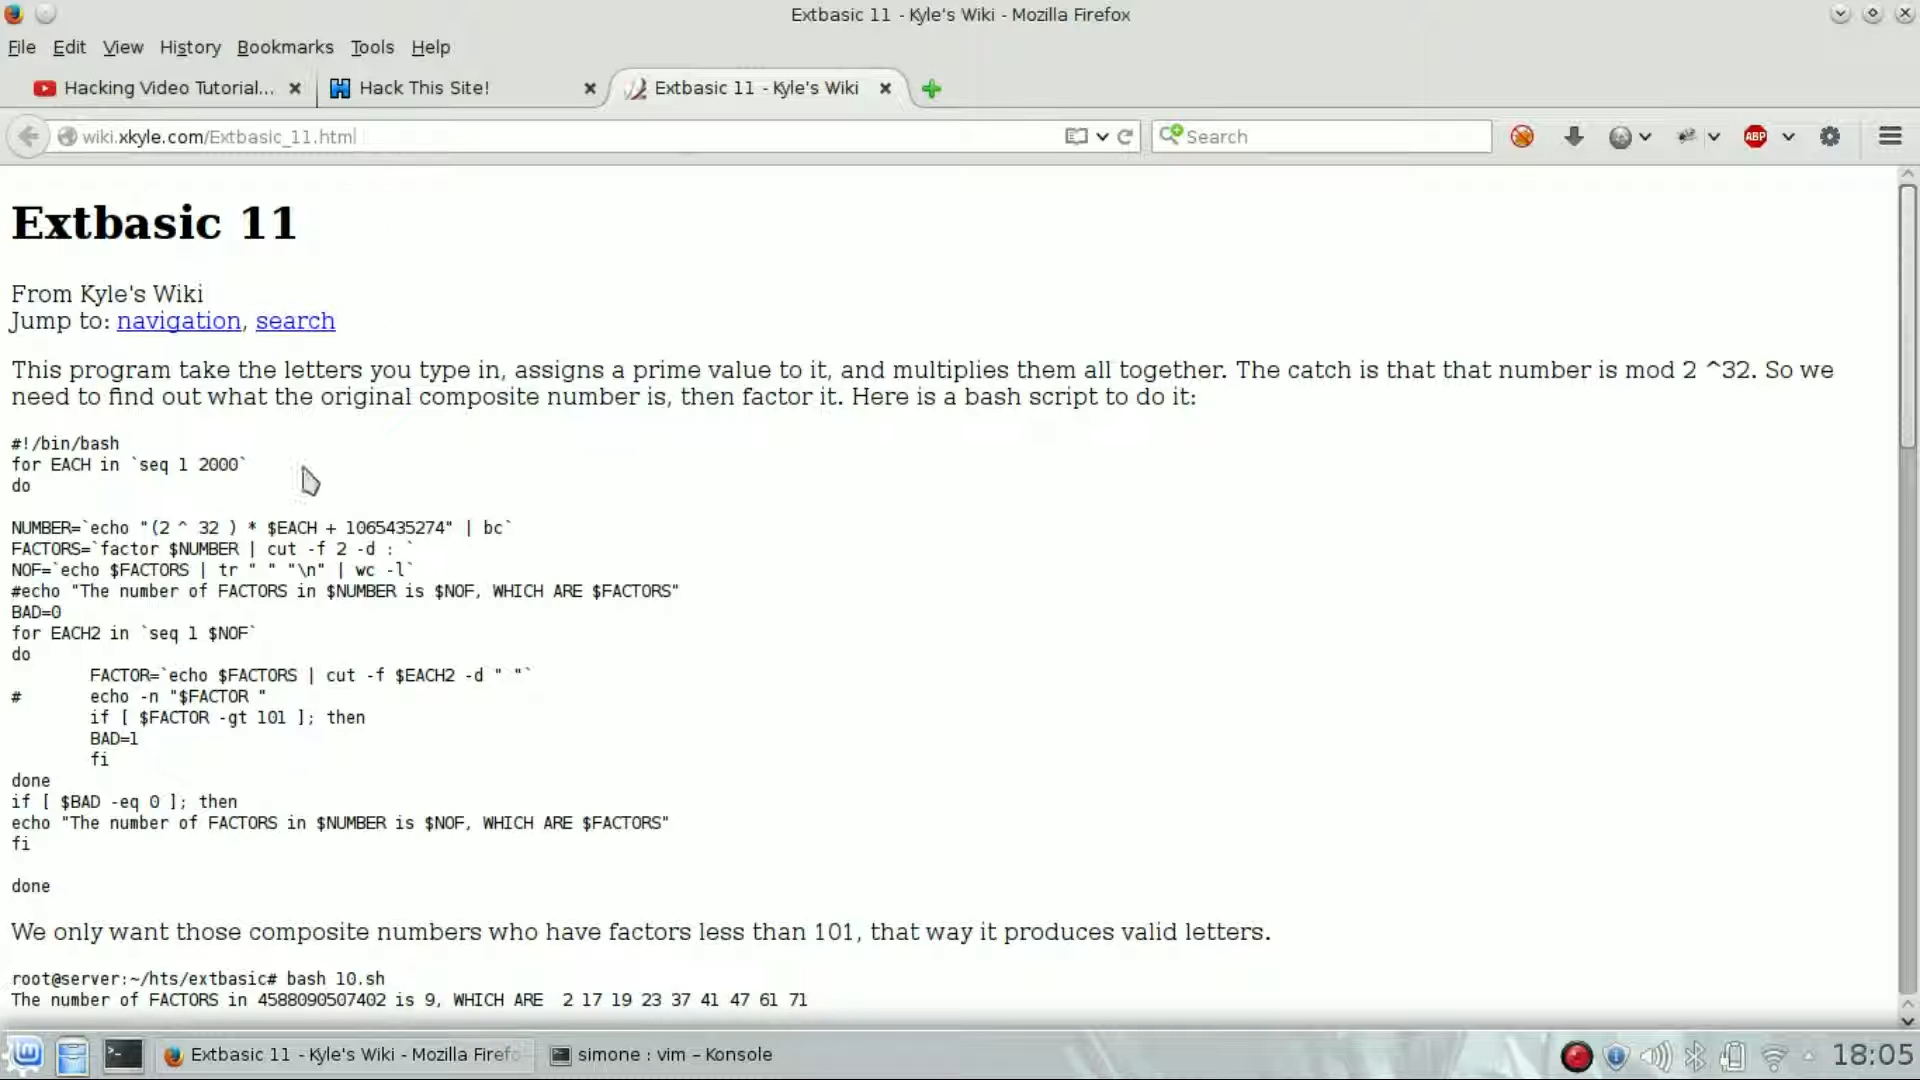 Extbasic 11 - Kyle's Wiki - Mozilla Firefox
File Edit View History Bookmarks Tools Help
Hacking Video Tutorial... Hack This Site! Extbasic 11 - Kyle's Wiki
wiki.xkyle.com/Extbasic_11.html Search ABP
Extbasic 11
From Kyle's Wiki
Jump to: navigation, search
This program take the letters you type in, assigns a prime value to it, and multiplies them all together. The catch is that that number is mod 2 ^32. So we
need to find out what the original composite number is, then factor it. Here is a bash script to do it:
#!/bin/bash
for EACH in `seq 1 2000`
do
NUMBER=`echo "(2 ^ 32 ) * $EACH + 1065435274" | bc`
FACTORS=`factor $NUMBER | cut -f 2 -d : `
NOF=`echo $FACTORS | tr " " "\n" | wc -l`
#echo "The number of FACTORS in $NUMBER is $NOF, WHICH ARE $FACTORS"
BAD=0
for EACH2 in `seq 1 $NOF`
do
FACTOR=`echo $FACTORS | cut -f $EACH2 -d " "`
# echo -n "$FACTOR "
if [ $FACTOR -gt 101 ]; then
BAD=1
fi
done
if [ $BAD -eq 0 ]; then
echo "The number of FACTORS in $NUMBER is $NOF, WHICH ARE $FACTORS"
fi
done
We only want those composite numbers who have factors less than 101, that way it produces valid letters.
root@server:~/hts/extbasic# bash 10.sh
The number of FACTORS in 4588090507402 is 9, WHICH ARE  2 17 19 23 37 41 47 61 71
Extbasic 11 - Kyle's Wiki - Mozilla Firefo simone : vim – Konsole 18:05